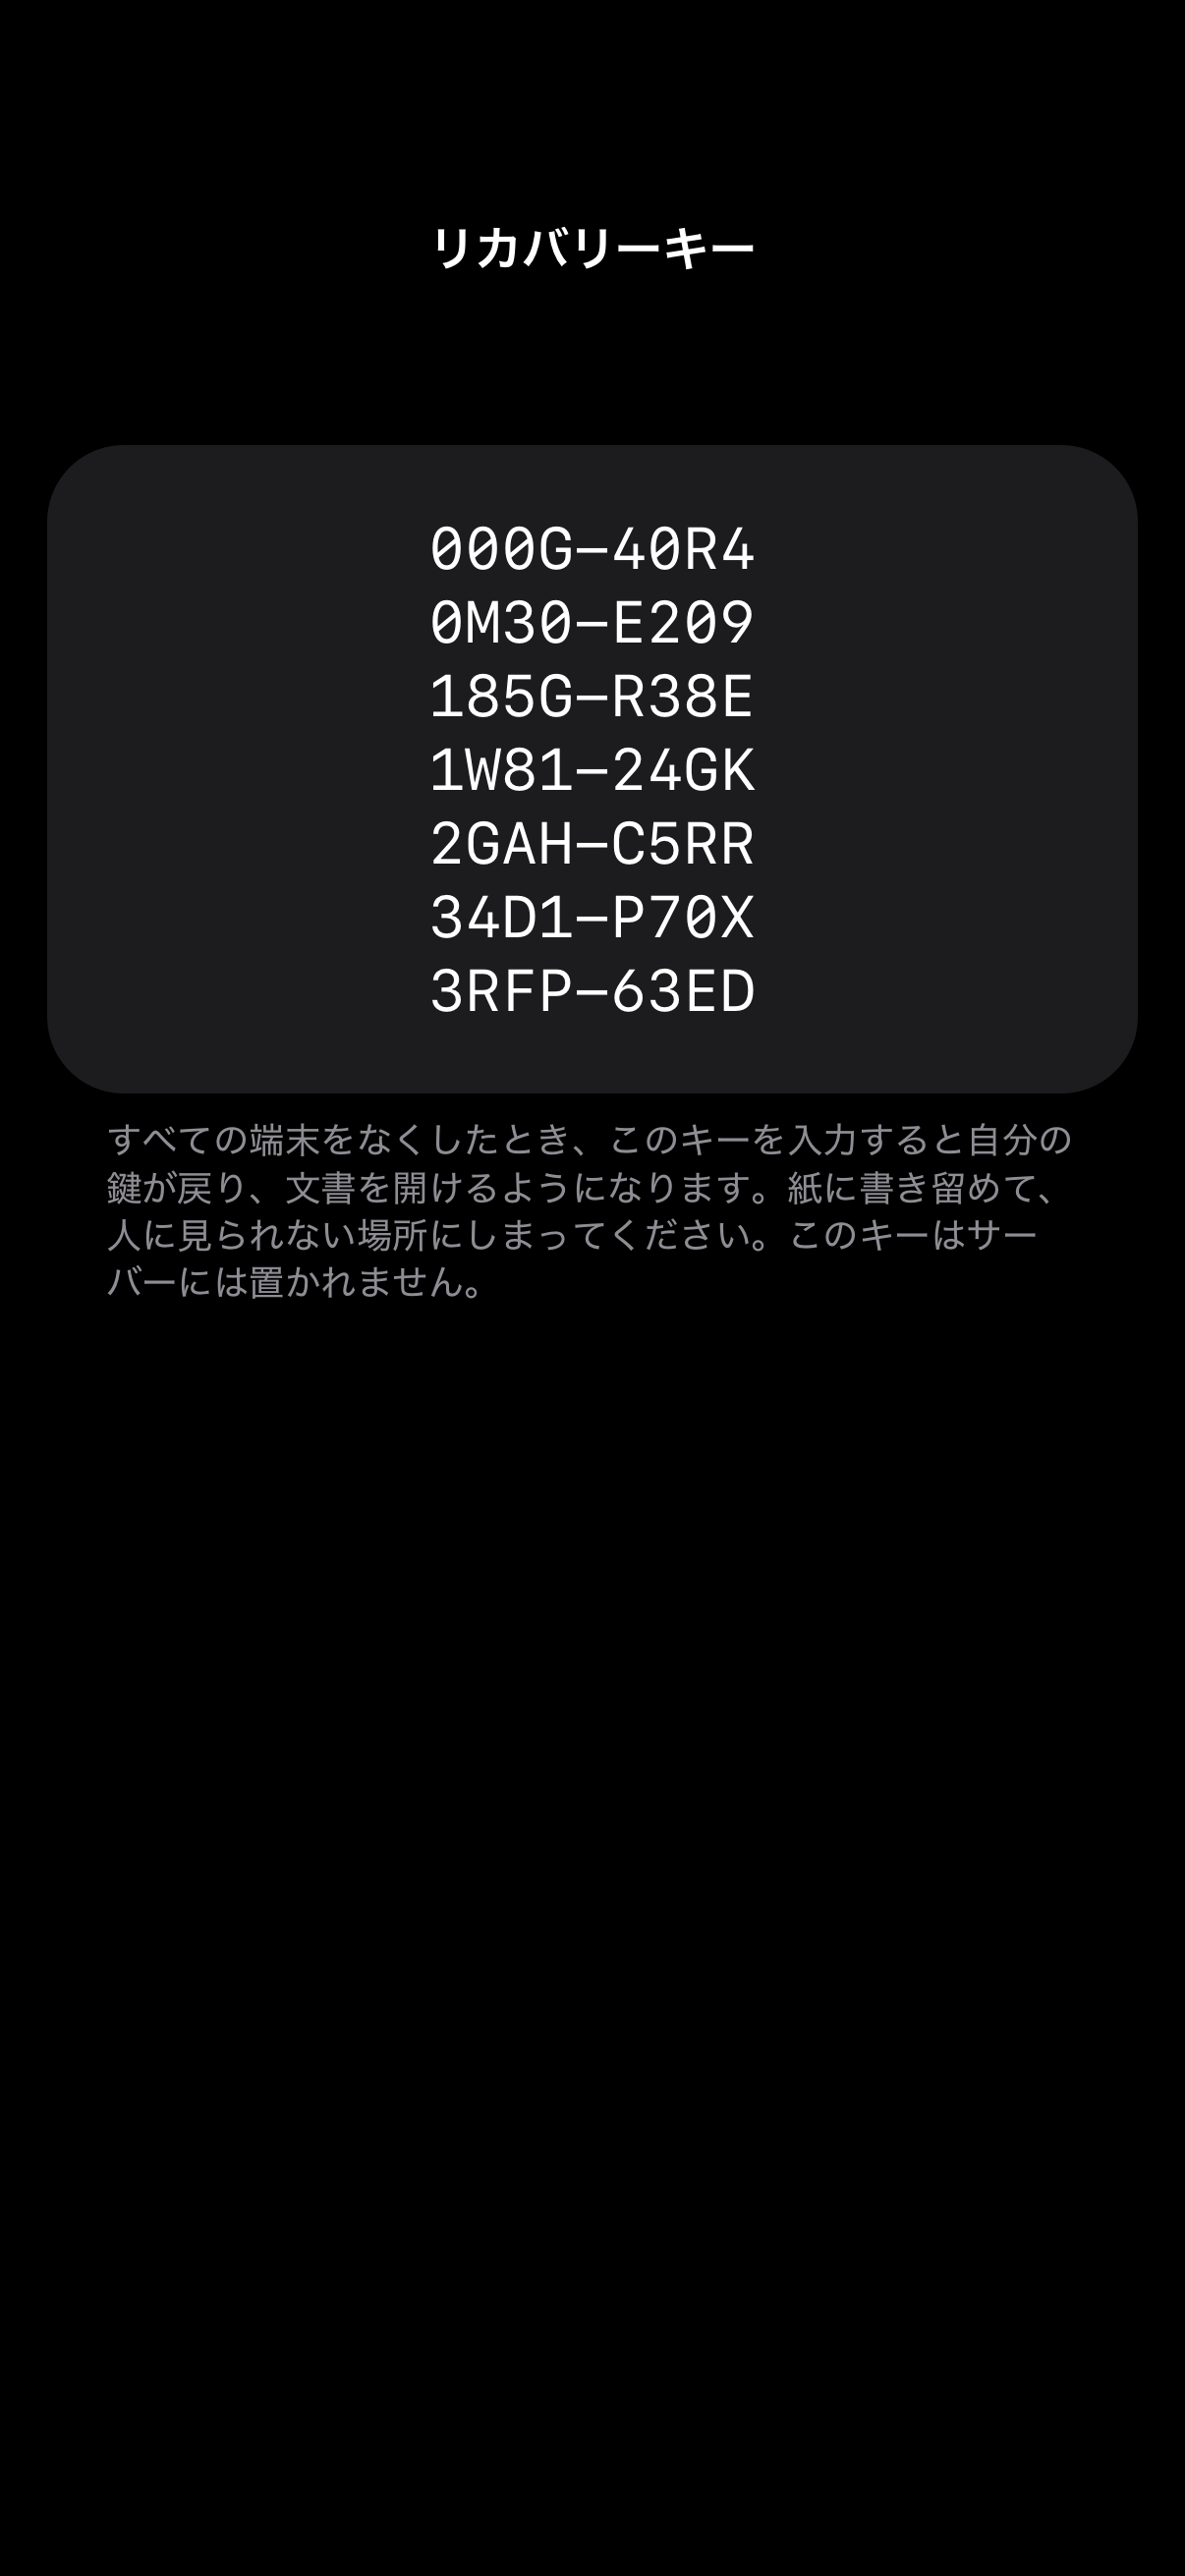 リカバリーキー
000G–40R4
0M30–E209
185G–R38E
1W81–24GK
2GAH–C5RR
34D1–P70X
3RFP–63ED
すべての端末をなくしたとき、このキーを入力すると自分の
鍵が戻り、文書を開けるようになります。紙に書き留めて、
人に見られない場所にしまってください。このキーはサー
バーには置かれません。